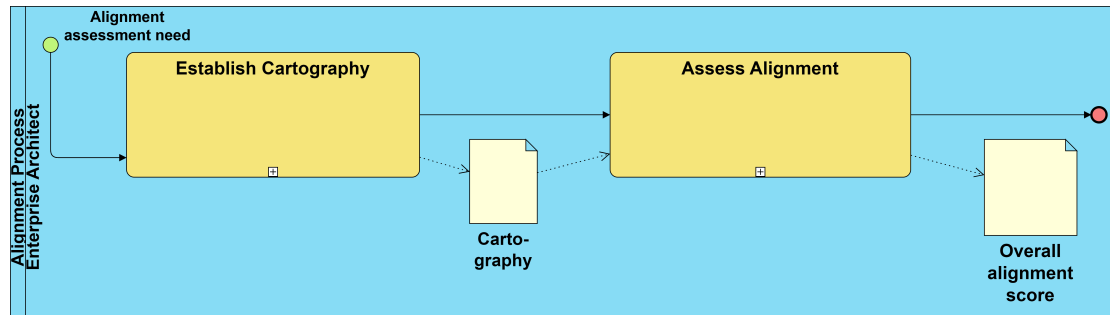 Alignment Process
Enterprise Architect
Alignment
assessment need
Establish Cartography
Assess Alignment
Carto-
graphy
Overall
alignment
score